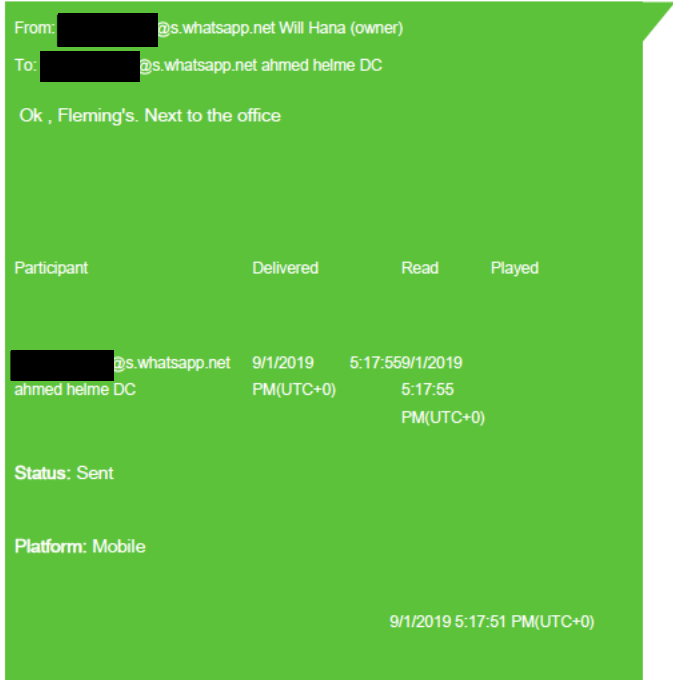 From: @s.whatsapp.net Will Hana (owner)
To: @s.whatsapp.net ahmed helme DC
Ok , Fleming's. Next to the office
Participant Delivered Read Played
@s.whatsapp.net 9/1/2019 5:17:559/1/2019
ahmed helme DC PM(UTC+0) 5:17:55
PM(UTC+0)
Status: Sent
Platform: Mobile
9/1/2019 5:17:51 PM(UTC+0)